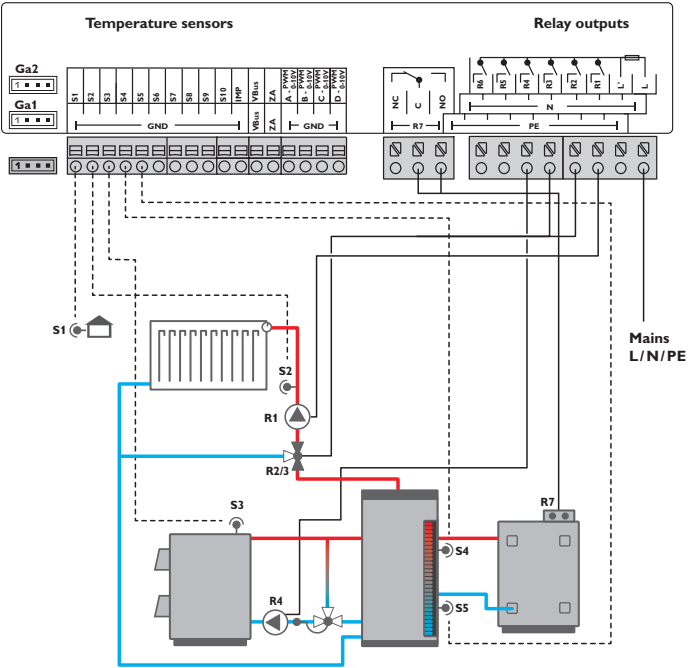 Temperature sensors
Relay outputs
Ga2
1
Ga1
1
1
S1 S2 S3 S4 S5 S6 S7 S8 S9 S10 IMP VBus ZA
A - PWM 0-10V
B - PWM 0-10V
C - PWM 0-10V
D - PWM 0-10V
GND
VBus ZA
GND
NC C NO
R7
R6 R5 R4 R3 R2 R1 L' L
N
PE
S1
S2
R1
R2/3
Mains
L/N/PE
S3
R7
S4
R4
S5